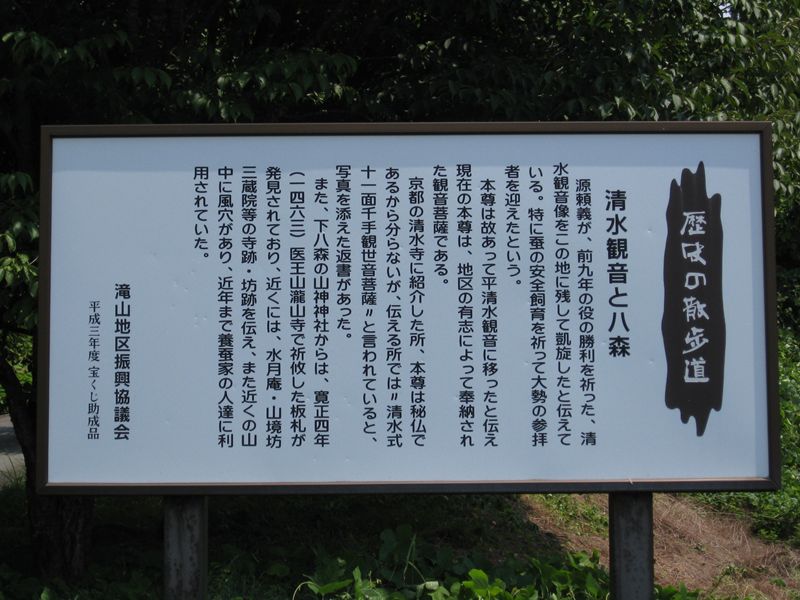 歴史の散歩道
清水観音と八森
源頼義が、前九年の役の勝利を祈った、清
水観音像をこの地に残して凱旋したと伝えて
いる。特に蚕の安全飼育を祈って大勢の参拝
者を迎えたという。
本尊は故あって平清水観音に移ったと伝え
現在の本尊は、地区の有志によって奉納され
た観音菩薩である。
京都の清水寺に紹介した所、本尊は秘仏で
あるから分らないが、伝える所では〃清水式
十一面千手観世音菩薩〃と言われていると、
写真を添えた返書があった。
また、下八森の山神神社からは、寛正四年
（一四六三）医王山瀧山寺で祈攸した板札が
発見されており、近くには、水月庵・山境坊
三蔵院等の寺跡・坊跡を伝え、また近くの山
中に風穴があり、近年まで養蚕家の人達に利
用されていた。
滝山地区振興協議会
平成三年度 宝くじ助成品